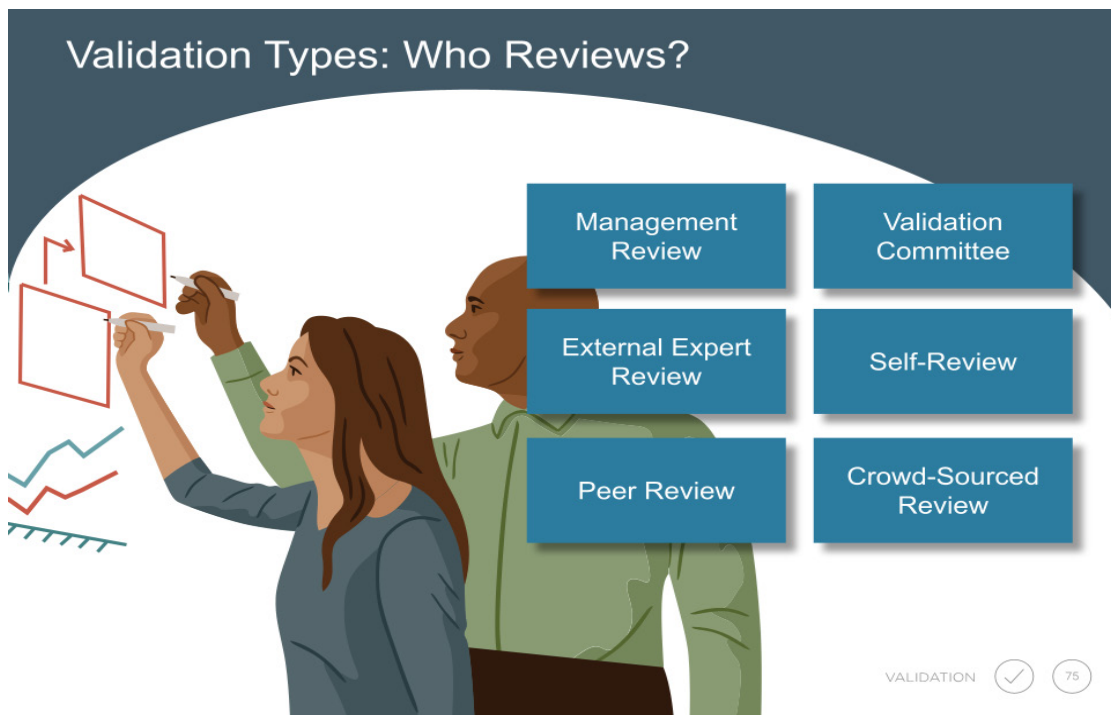 Validation Types: Who Reviews?
Management
Review
Validation
Committee
External Expert
Review
Self-Review
Peer Review
Crowd-Sourced
Review
VALIDATION
75